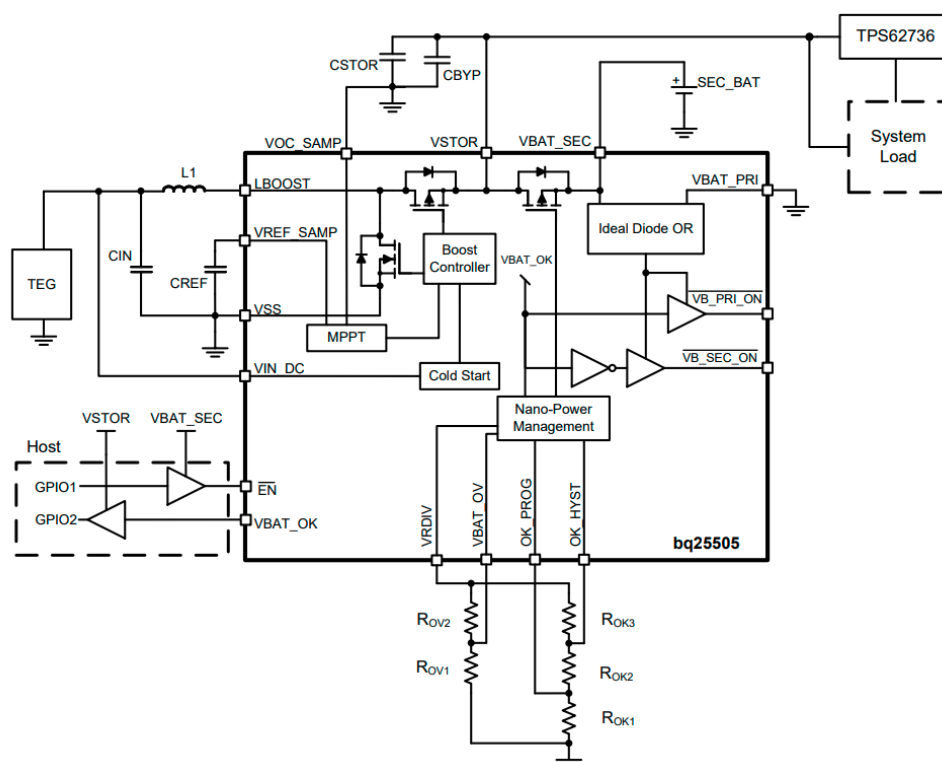 TPS62736
CSTOR
CBYP
+
SEC_BAT
System
Load
VOC_SAMP
VSTOR
VBAT_SEC
L1
LBOOST
VBAT_PRI
Ideal Diode OR
VREF_SAMP
Boost
Controller
VBAT_OK
TEG
CIN
CREF
VB_PRI_ON
VSS
MPPT
VB_SEC_ON
VIN_DC
Cold Start
Nano-Power
Management
VSTOR
VBAT_SEC
Host
GPIO1
EN
GPIO2
VBAT_OK
VRDIV
VBAT_OV
OK_PROG
OK_HYST
bq25505
ROV2
ROK3
ROV1
ROK2
ROK1